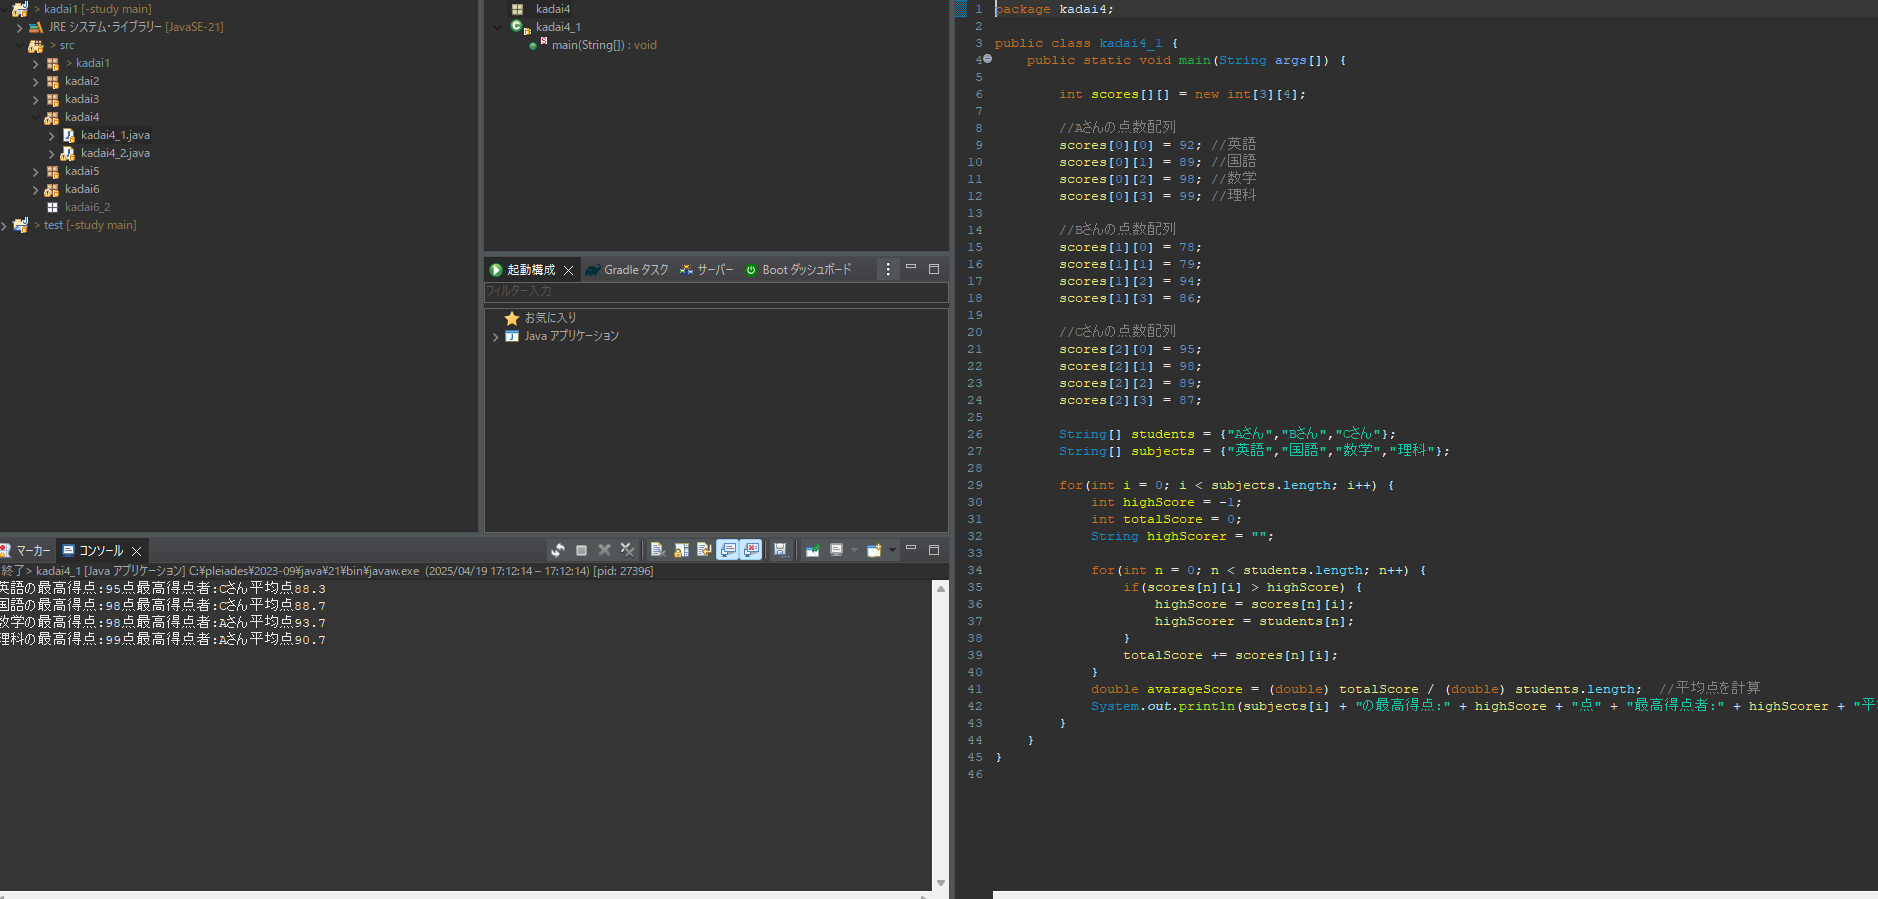 > kadai1 [-study main]
JRE システム・ライブラリー [JavaSE-21]
> src
> kadai1
kadai2
kadai3
kadai4
kadai4_1.java
kadai4_2.java
kadai5
kadai6
kadai6_2
> test [-study main]
kadai4
kadai4_1
main(String[]) : void
起動構成
Gradle タスク
サーバー
Boot ダッシュボード
フィルター入力
お気に入り
Java アプリケーション
マーカー
コンソール
終了> kadai4_1 [Java アプリケーション] C:¥pleiades¥2023-09¥java¥21¥bin¥javaw.exe (2025/04/19 17:12:14 – 17:12:14) [pid: 27396]
英語の最高得点:95点最高得点者:Cさん平均点88.3
国語の最高得点:98点最高得点者:Cさん平均点88.7
数学の最高得点:98点最高得点者:Aさん平均点93.7
理科の最高得点:99点最高得点者:Aさん平均点90.7
1 package kadai4;
2
3 public class kadai4_1 {
4 public static void main(String args[]) {
5
6 int scores[][] = new int[3][4];
7
8 //Aさんの点数配列
9 scores[0][0] = 92; //英語
10 scores[0][1] = 89; //国語
11 scores[0][2] = 98; //数学
12 scores[0][3] = 99; //理科
13
14 //Bさんの点数配列
15 scores[1][0] = 78;
16 scores[1][1] = 79;
17 scores[1][2] = 94;
18 scores[1][3] = 86;
19
20 //Cさんの点数配列
21 scores[2][0] = 95;
22 scores[2][1] = 98;
23 scores[2][2] = 89;
24 scores[2][3] = 87;
25
26 String[] students = {"Aさん","Bさん","Cさん"};
27 String[] subjects = {"英語","国語","数学","理科"};
28
29 for(int i = 0; i < subjects.length; i++) {
30 int highScore = -1;
31 int totalScore = 0;
32 String highScorer = "";
33
34 for(int n = 0; n < students.length; n++) {
35 if(scores[n][i] > highScore) {
36 highScore = scores[n][i];
37 highScorer = students[n];
38 }
39 totalScore += scores[n][i];
40 }
41 double avarageScore = (double) totalScore / (double) students.length; //平均点を計算
42 System.out.println(subjects[i] + "の最高得点:" + highScore + "点" + "最高得点者:" + highScorer + "平
43 }
44 }
45 }
46